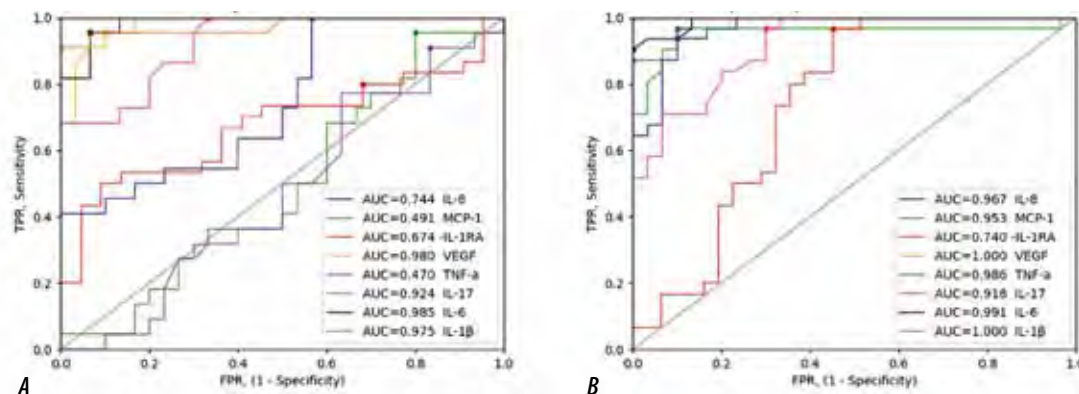 1.0
0.8
0.6
0.4
0.2
0.0
TPR, Sensitivity
AUC=0.744 IL-8
AUC=0.491 MCP-1
AUC=0.674 -IL-1RA
AUC=0.980 VEGF
AUC=0.470 TNF-a
AUC=0.924 IL-17
AUC=0.985 IL-6
AUC=0.975 IL-1β
0.0 0.2 0.4 0.6 0.8 1.0
FPR, (1 - Specificity)
A
1.0
0.8
0.6
0.4
0.2
0.0
TPR, Sensitivity
AUC=0.967 IL-8
AUC=0.953 MCP-1
AUC=0.740 -IL-1RA
AUC=1.000 VEGF
AUC=0.986 TNF-a
AUC=0.918 IL-17
AUC=0.991 IL-6
AUC=1.000 IL-1β
0.0 0.2 0.4 0.6 0.8 1.0
FPR, (1 - Specificity)
B